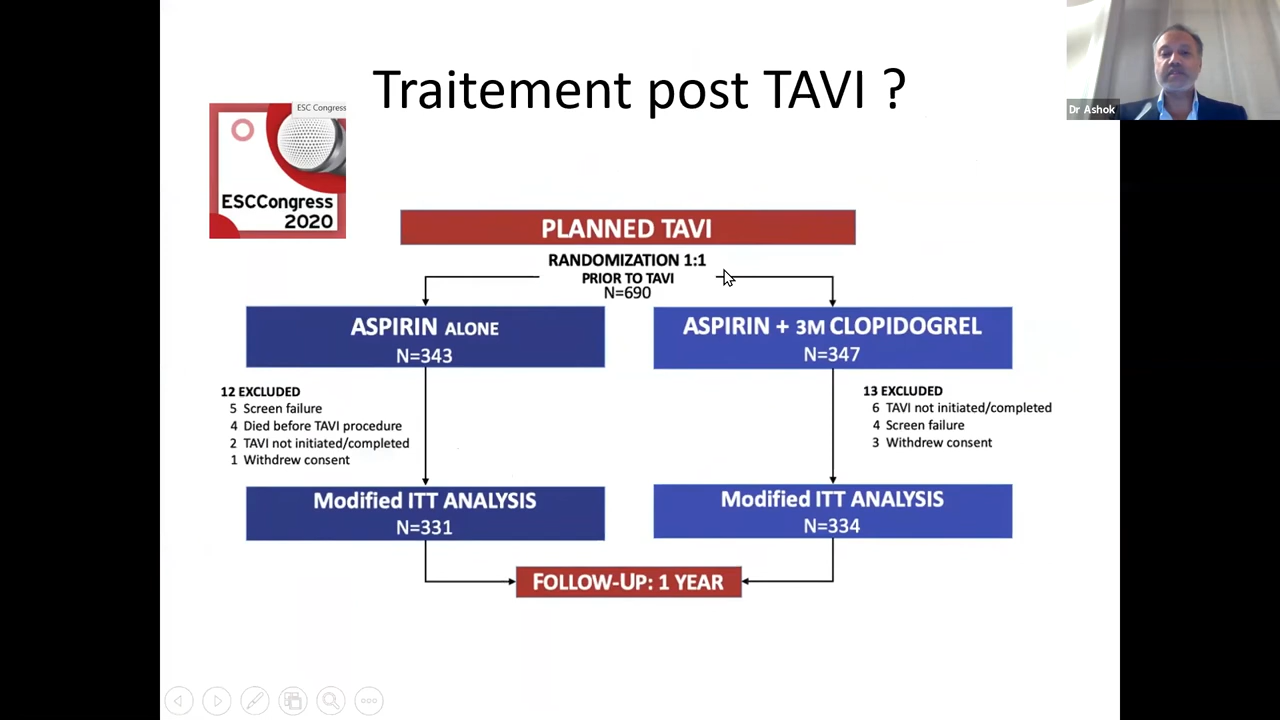 Traitement post TAVI ?
Dr Ashok
ESC Congress
ESCCongress
2020
PLANNED TAVI
RANDOMIZATION 1:1
PRIOR TO TAVI
N=690
ASPIRIN ALONE
N=343
ASPIRIN + 3M CLOPIDOGREL
N=347
12 EXCLUDED
5 Screen failure
4 Died before TAVI procedure
2 TAVI not initiated/completed
1 Withdrew consent
13 EXCLUDED
6 TAVI not initiated/completed
4 Screen failure
3 Withdrew consent
Modified ITT ANALYSIS
N=331
Modified ITT ANALYSIS
N=334
FOLLOW-UP: 1 YEAR